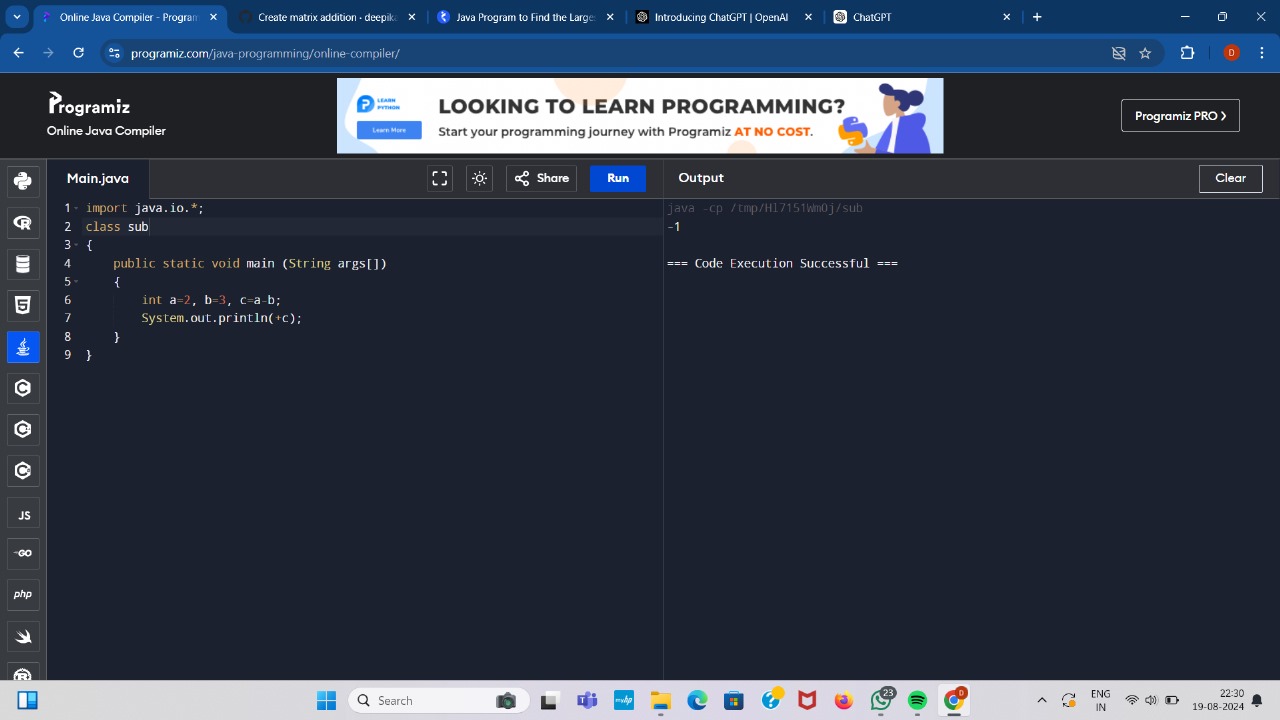 Online Java Compiler - Program
Create matrix addition · deepika
Java Program to Find the Larges
Introducing ChatGPT | OpenAI
ChatGPT
programiz.com/java-programming/online-compiler/
D
Programiz
Online Java Compiler
LEARN
PYTHON
Learn More
LOOKING TO LEARN PROGRAMMING?
Start your programming journey with Programiz AT NO COST.
Programiz PRO ›
Main.java
Share
Run
Output
Clear
1 import java.io.*;
2 class sub
3 {
4 public static void main (String args[])
5 {
6 int a=2, b=3, c=a-b;
7 System.out.println(+c);
8 }
9 }
java -cp /tmp/Hl7151WmOj/sub
-1
=== Code Execution Successful ===
JS
GO
php
Search
myhp
23
D
ENG
IN
22:30
19-08-2024